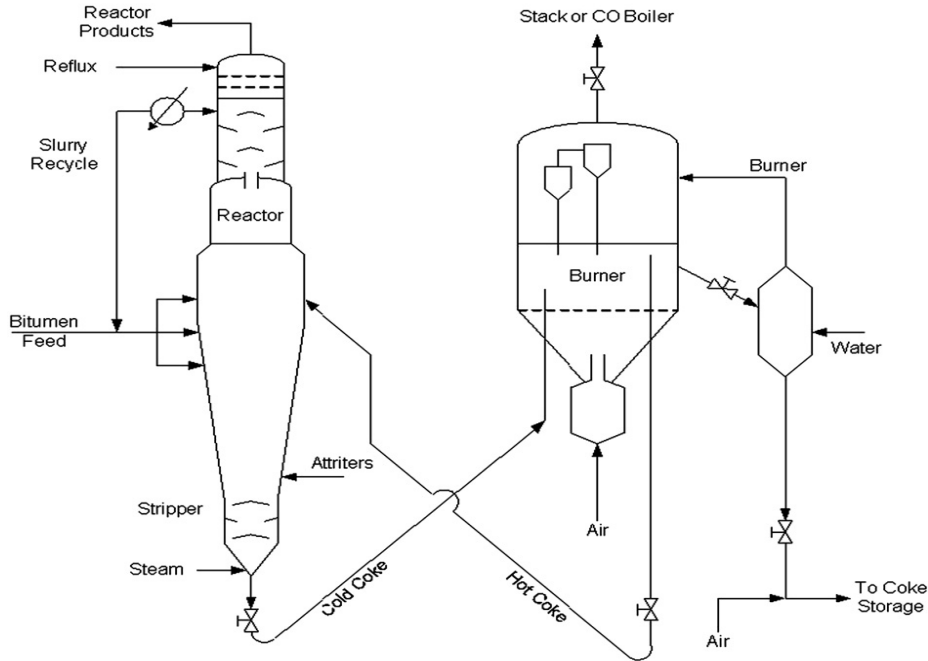 Reactor
Products
Stack or CO Boiler
Reflux
Slurry
Recycle
Burner
Reactor
Burner
Bitumen
Feed
Water
Attriters
Stripper
Air
Steam
Cold Coke
Hot Coke
To Coke
Storage
Air